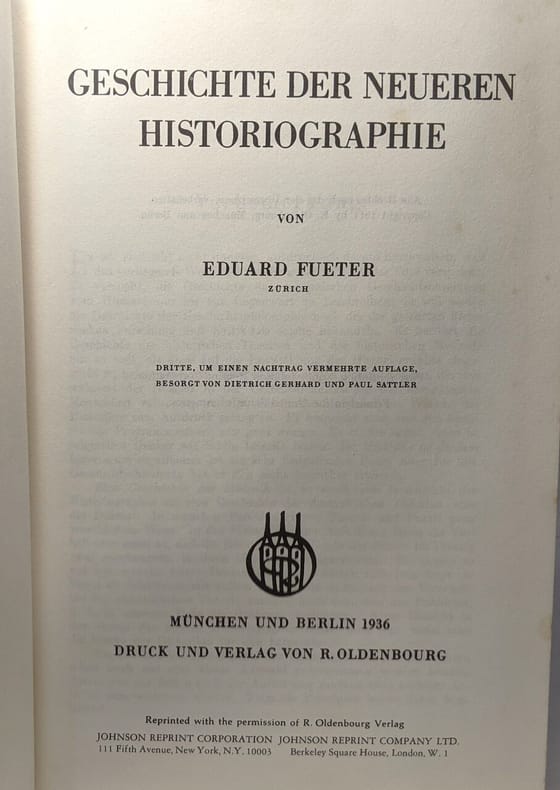 GESCHICHTE DER NEUEREN
HISTORIOGRAPHIE
VON
EDUARD FUETER
ZÜRICH
DRITTE, UM EINEN NACHTRAG VERMEHRTE AUFLAGE,
BESORGT VON DIETRICH GERHARD UND PAUL SATTLER
MÜNCHEN UND BERLIN 1936
DRUCK UND VERLAG VON R. OLDENBOURG
Reprinted with the permission of R. Oldenbourg Verlag
JOHNSON REPRINT CORPORATION JOHNSON REPRINT COMPANY LTD.
111 Fifth Avenue, New York, N.Y. 10003 Berkeley Square House, London, W. 1